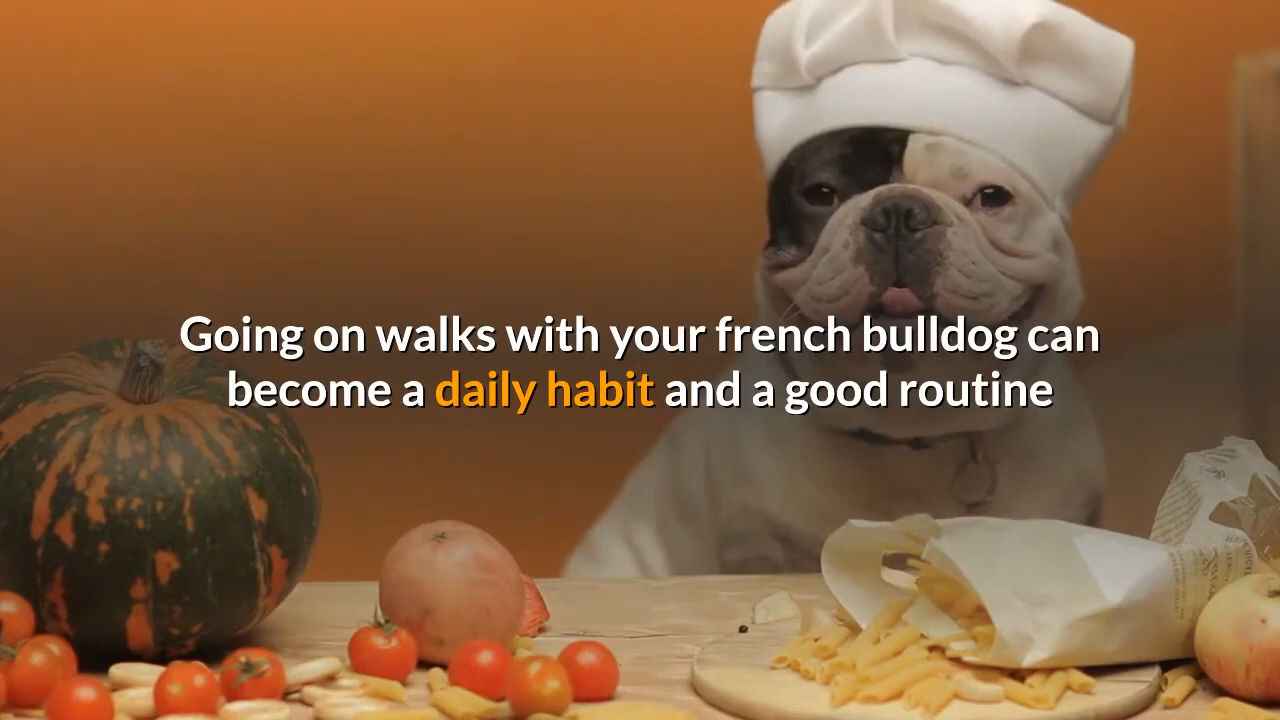 Going on walks with your french bulldog can
become a daily habit and a good routine